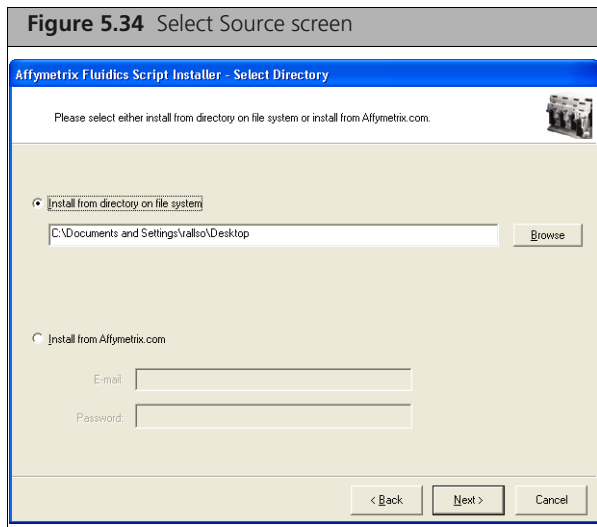 Figure 5.34 Select Source screen
Affymetrix Fluidics Script Installer - Select Directory
Please select either install from directory on file system or install from Affymetrix.com.
Install from directory on file system
C:\Documents and Settings\rallso\Desktop
Browse
Install from Affymetrix.com
E-mail:
Password:
< Back
Next >
Cancel